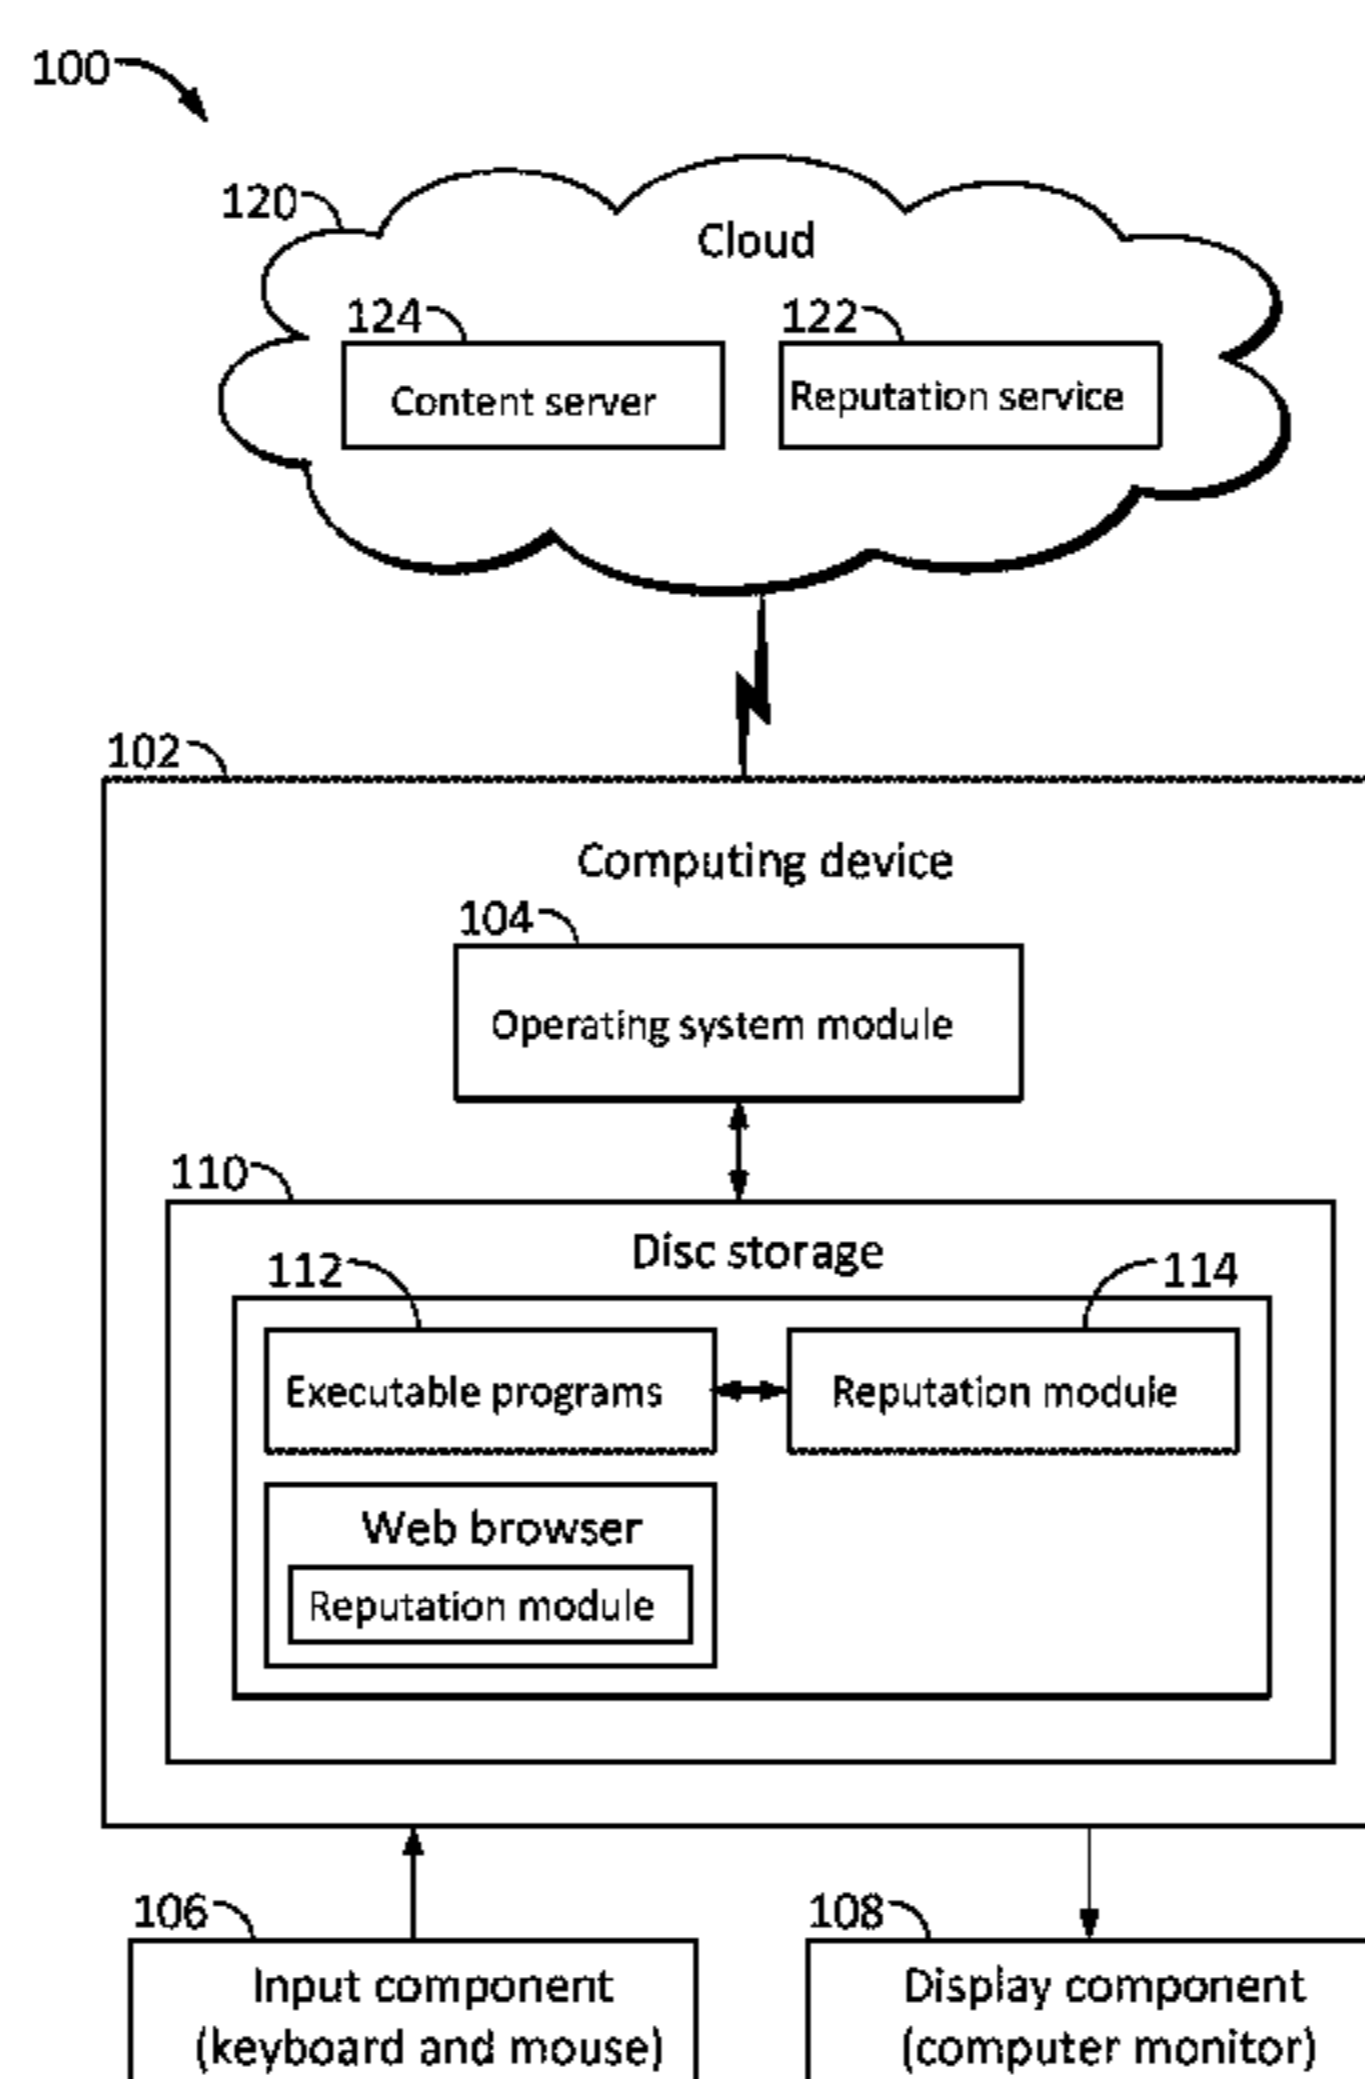 100
120
Cloud
124
122
Content server
Reputation service
102
Computing device
104
Operating system module
110
Disc storage
112
114
Executable programs
Reputation module
Web browser
Reputation module
106
108
Input component
(keyboard and mouse)
Display component
(computer monitor)